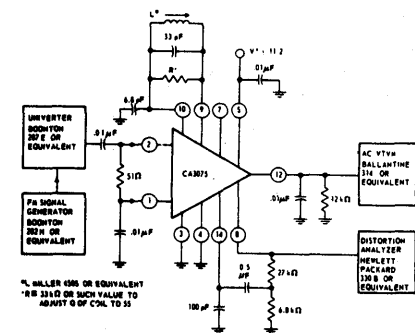 L*
33 pF
R*
6.8 pF
V+ = 11.2
.01µF
10
9
7
5
UNIVERTER
BOONTON
207 E OR
EQUIVALENT
.01µF
2
51Ω
1
CA3075
12
AC VTVM
BALLANTINE
314 OR
EQUIVALENT
.01µF
12 kΩ
FM SIGNAL
GENERATOR
BOONTON
202 H OR
EQUIVALENT
.01µF
3
4
14
8
0.5
µF
27 kΩ
DISTORTION
ANALYZER
HEWLETT
PACKARD
330 B OR
EQUIVALENT
100 pF
6.8 kΩ
*L MILLER 4505 OR EQUIVALENT
*R = 33 kΩ OR SUCH VALUE TO
ADJUST Q OF COIL TO 55